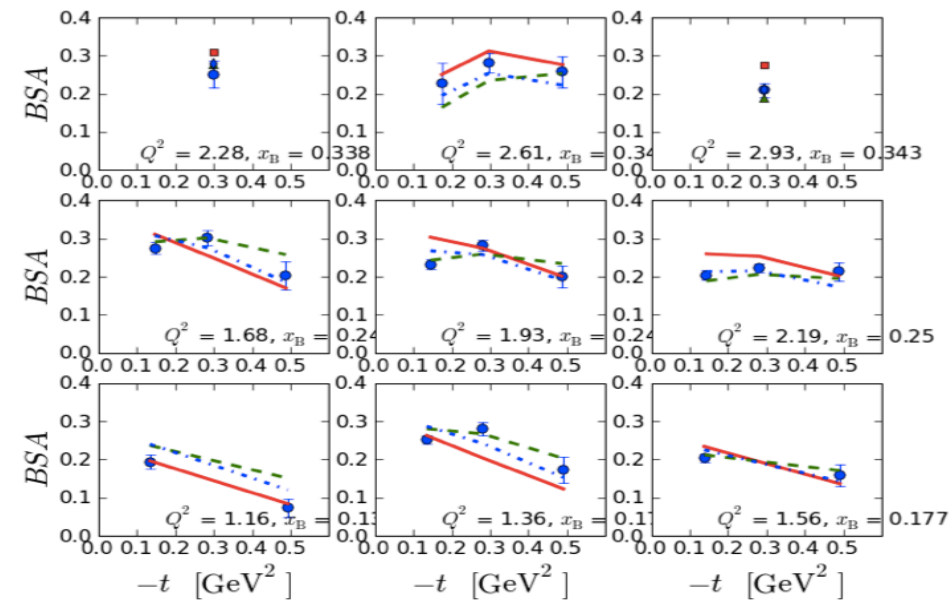 0.4 0.4 0.4
0.3 0.3 0.3
BSA 0.2 0.2 0.2
0.1 0.1 0.1
Q² = 2.28, x_B = 0.338 Q² = 2.61, x_B = 0.34 Q² = 2.93, x_B = 0.343
0.0 0.0 0.0
0.0 0.1 0.2 0.3 0.4 0.5 0.0 0.1 0.2 0.3 0.4 0.5 0.0 0.1 0.2 0.3 0.4 0.5
0.4 0.4 0.4
0.3 0.3 0.3
BSA 0.2 0.2 0.2
0.1 0.1 0.1
Q² = 1.68, x_B = 0.24 Q² = 1.93, x_B = 0.24 Q² = 2.19, x_B = 0.25
0.0 0.0 0.0
0.0 0.1 0.2 0.3 0.4 0.5 0.0 0.1 0.2 0.3 0.4 0.5 0.0 0.1 0.2 0.3 0.4 0.5
0.4 0.4 0.4
0.3 0.3 0.3
BSA 0.2 0.2 0.2
0.1 0.1 0.1
Q² = 1.16, x_B = 0.13 Q² = 1.36, x_B = 0.17 Q² = 1.56, x_B = 0.177
0.0 0.0 0.0
0.0 0.1 0.2 0.3 0.4 0.5 0.0 0.1 0.2 0.3 0.4 0.5 0.0 0.1 0.2 0.3 0.4 0.5
−t [GeV²] −t [GeV²] −t [GeV²]